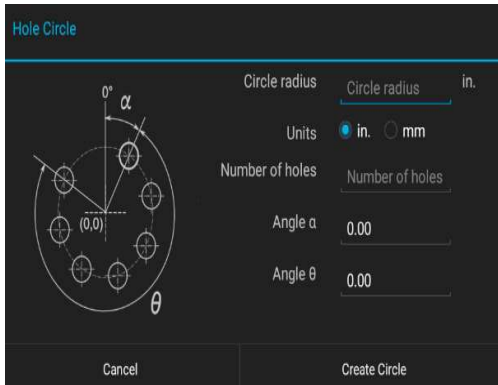 Hole Circle
0°
α
(0,0)
θ
Circle radius
Circle radius
in.
Units
in.
mm
Number of holes
Number of holes
Angle α
0.00
Angle θ
0.00
Cancel
Create Circle